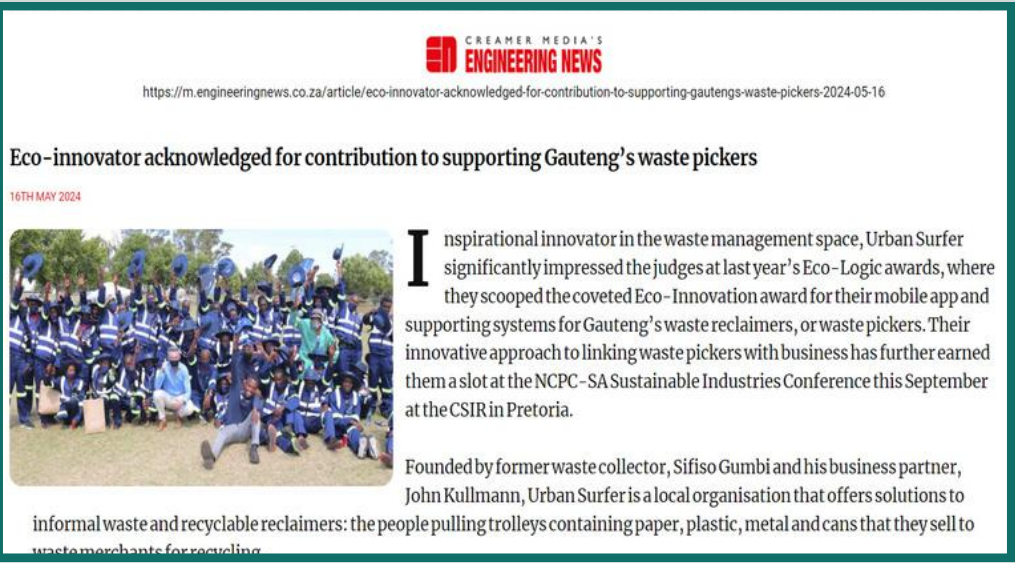 CREAMER MEDIA'S
ENGINEERING NEWS
https://m.engineeringnews.co.za/article/eco-innovator-acknowledged-for-contribution-to-supporting-gautengs-waste-pickers-2024-05-16
Eco-innovator acknowledged for contribution to supporting Gauteng's waste pickers
16TH MAY 2024
Inspirational innovator in the waste management space, Urban Surfer
significantly impressed the judges at last year's Eco-Logic awards, where
they scooped the coveted Eco-Innovation award for their mobile app and
supporting systems for Gauteng's waste reclaimers, or waste pickers. Their
innovative approach to linking waste pickers with business has further earned
them a slot at the NCPC-SA Sustainable Industries Conference this September
at the CSIR in Pretoria.
Founded by former waste collector, Sifiso Gumbi and his business partner,
John Kullmann, Urban Surfer is a local organisation that offers solutions to
informal waste and recyclable reclaimers: the people pulling trolleys containing paper, plastic, metal and cans that they sell to
waste merchants for recycling.